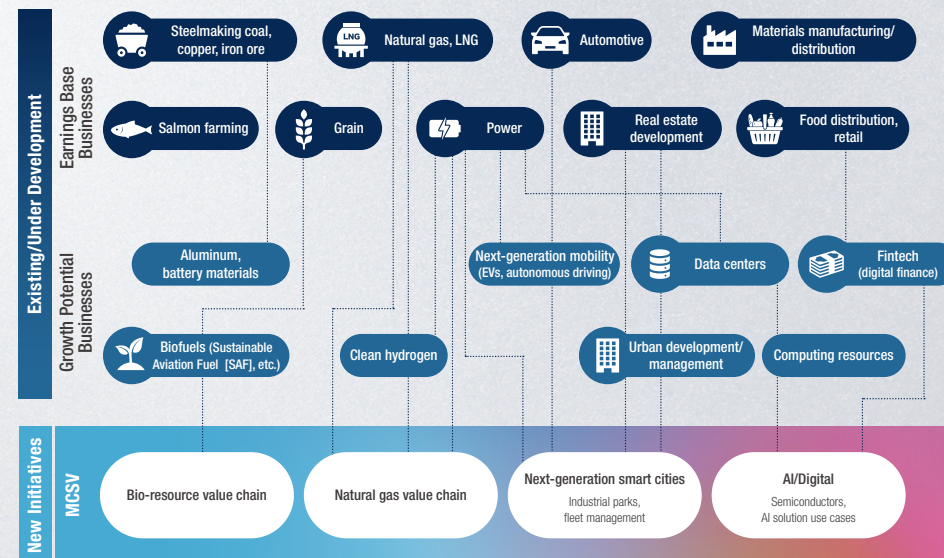 Existing/Under Development
Earnings Base
Businesses
Steelmaking coal,
copper, iron ore
LNG
Natural gas, LNG
Automotive
Materials manufacturing/
distribution
Salmon farming
Grain
Power
Real estate
development
Food distribution,
retail
Growth Potential
Businesses
Aluminum,
battery materials
Next-generation mobility
(EVs, autonomous driving)
Data centers
Fintech
(digital finance)
Biofuels (Sustainable
Aviation Fuel [SAF], etc.)
Clean hydrogen
Urban development/
management
Computing resources
New Initiatives
MCSV
Bio-resource value chain
Natural gas value chain
Next-generation smart cities
Industrial parks,
fleet management
AI/Digital
Semiconductors,
AI solution use cases